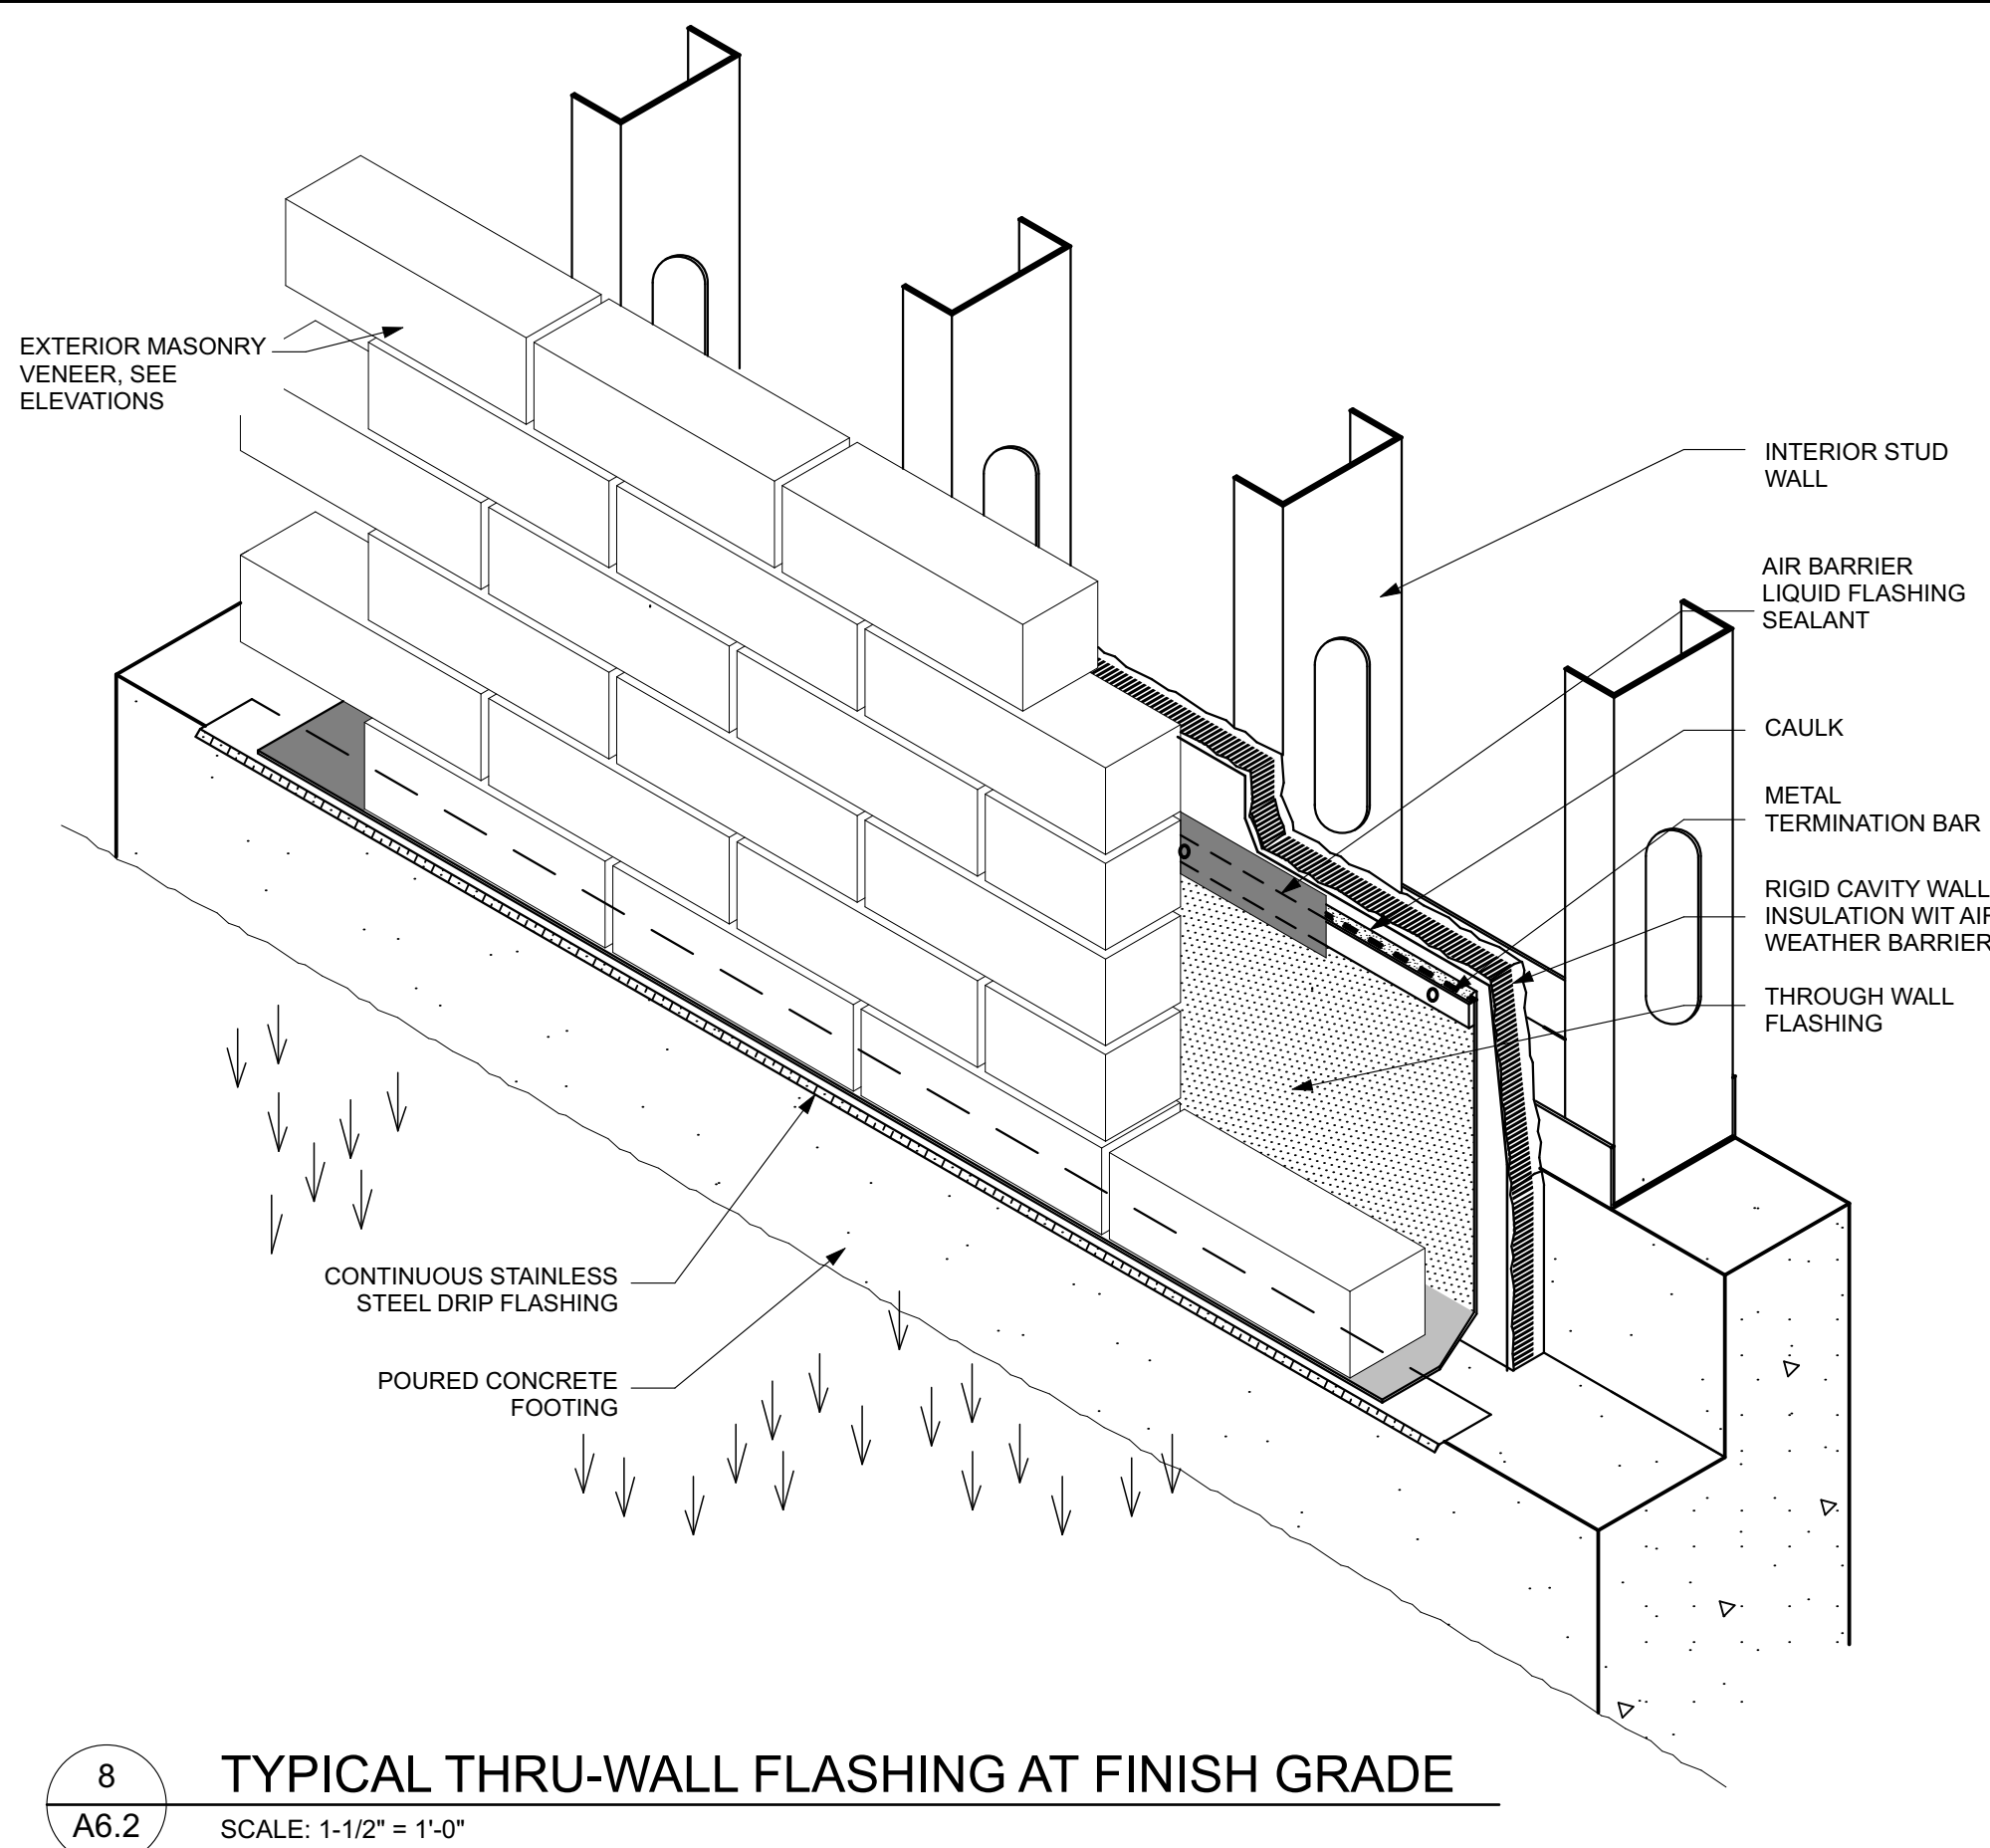 EXTERIOR MASONRY
VENEER, SEE
ELEVATIONS
INTERIOR STUD
WALL
AIR BARRIER
LIQUID FLASHING
SEALANT
CAULK
METAL
TERMINATION BAR
RIGID CAVITY WALL
INSULATION WIT AIR
WEATHER BARRIER
THROUGH WALL
FLASHING
CONTINUOUS STAINLESS
STEEL DRIP FLASHING
POURED CONCRETE
FOOTING
8
A6.2
TYPICAL THRU-WALL FLASHING AT FINISH GRADE
SCALE: 1-1/2" = 1'-0"